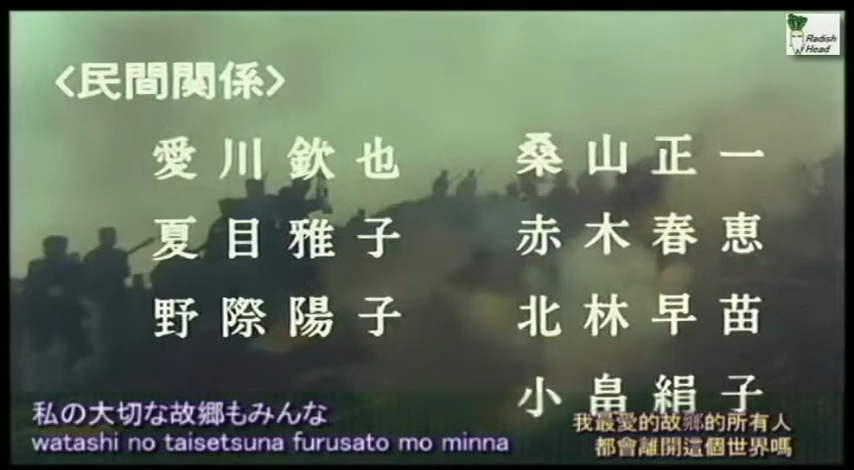 Radish
Head
<民間関係>
愛川欽也 桑山正一
夏目雅子 赤木春恵
野際陽子 北林早苗
小畠絹子
私の大切な故郷もみんな
watashi no taisetsuna furusato mo minna
我最愛的故鄉的所有人
都會離開這個世界嗎